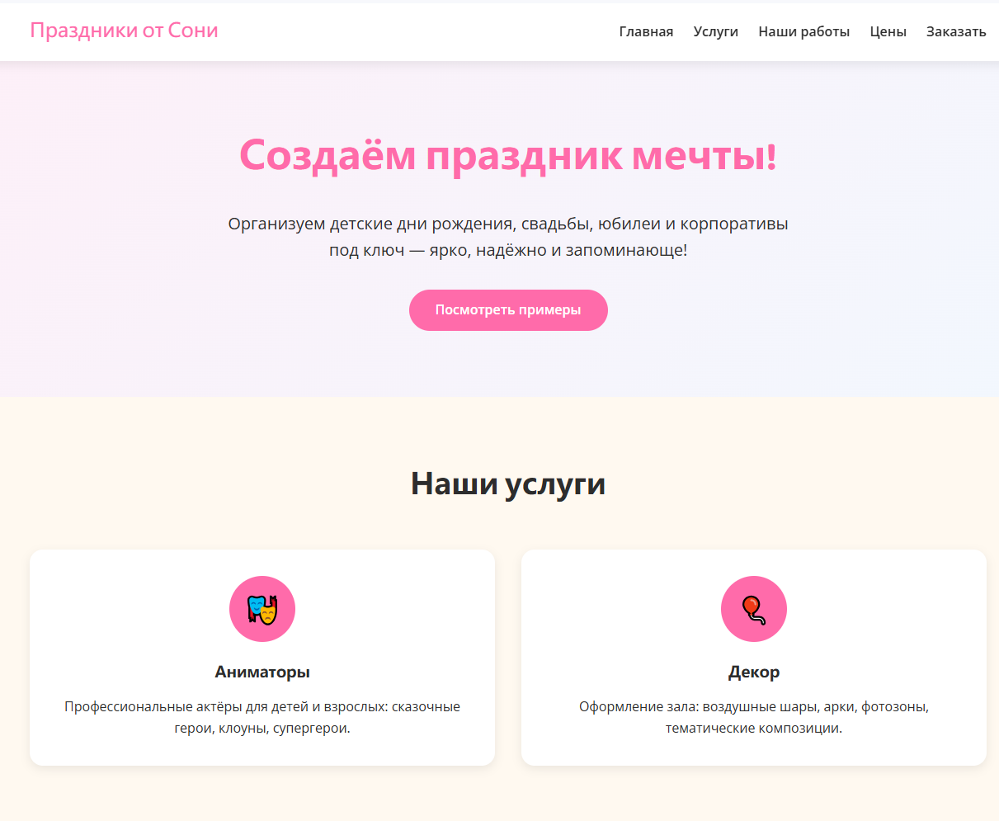 Праздники от Сони
Главная Услуги Наши работы Цены Заказать
Создаём праздник мечты!
Организуем детские дни рождения, свадьбы, юбилеи и корпоративы
под ключ — ярко, надёжно и запоминающе!
Посмотреть примеры
Наши услуги
Аниматоры
Профессиональные актёры для детей и взрослых: сказочные
герои, клоуны, супергерои.
Декор
Оформление зала: воздушные шары, арки, фотозоны,
тематические композиции.